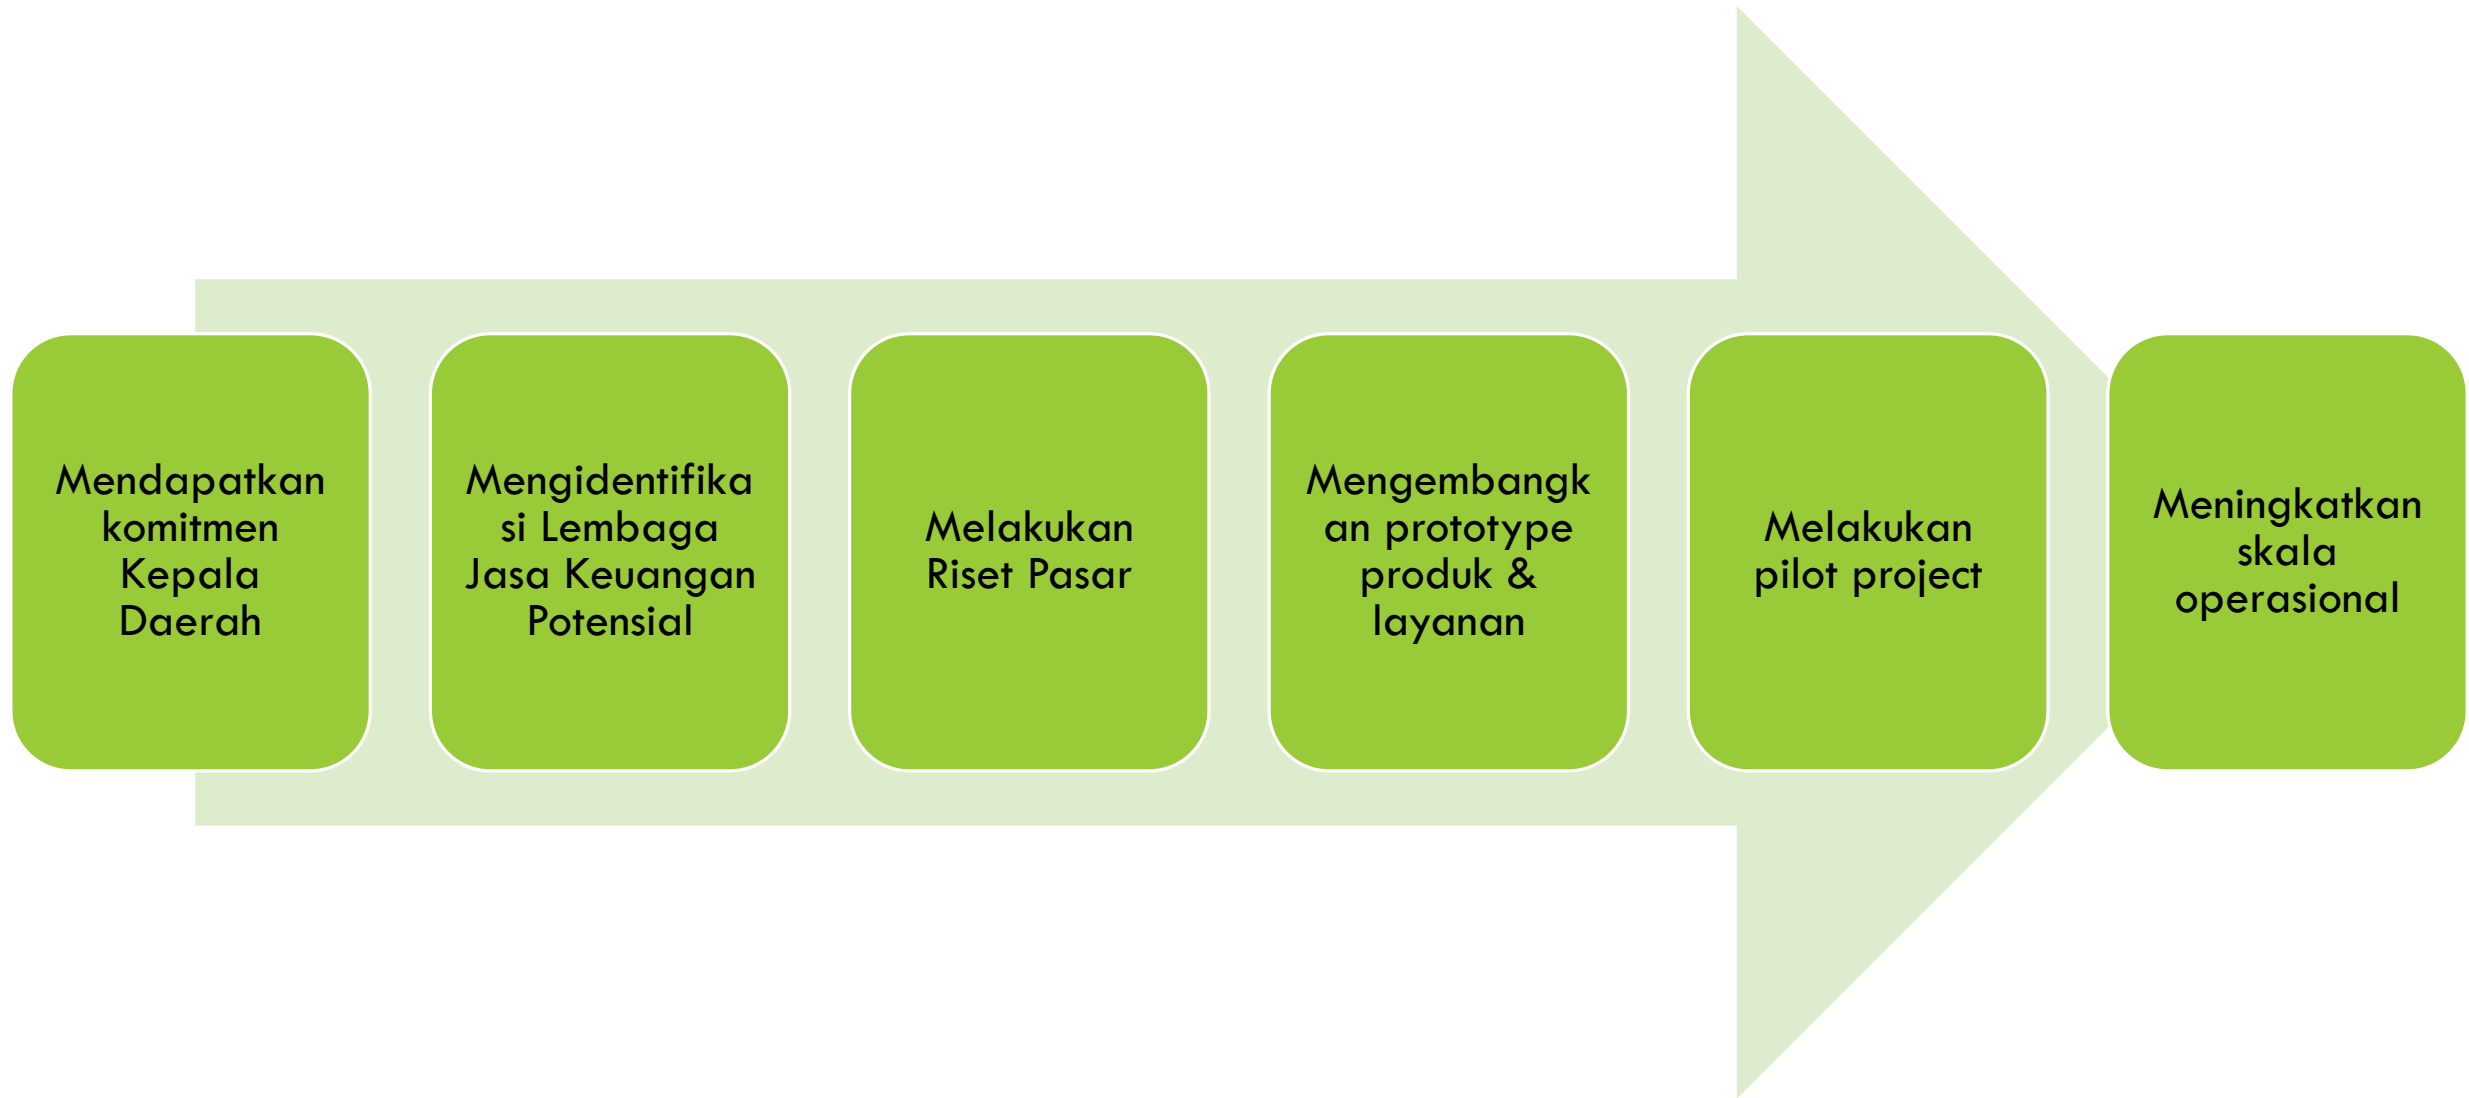 Mendapatkan
komitmen
Kepala
Daerah
Mengidentifika
si Lembaga
Jasa Keuangan
Potensial
Melakukan
Riset Pasar
Mengembangk
an prototype
produk &
layanan
Melakukan
pilot project
Meningkatkan
skala
operasional